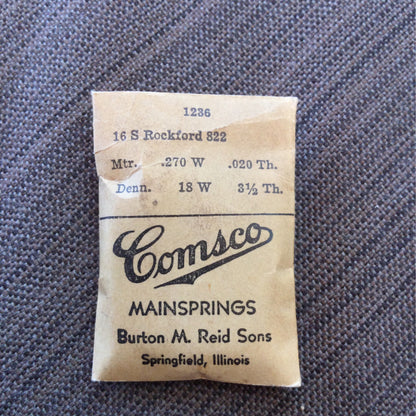 1236
16 S Rockford 822
Mtr. .270 W .020 Th.
Denn. 18 W 3½ Th.
Comsco
MAINSPRINGS
Burton M. Reid Sons
Springfield, Illinois